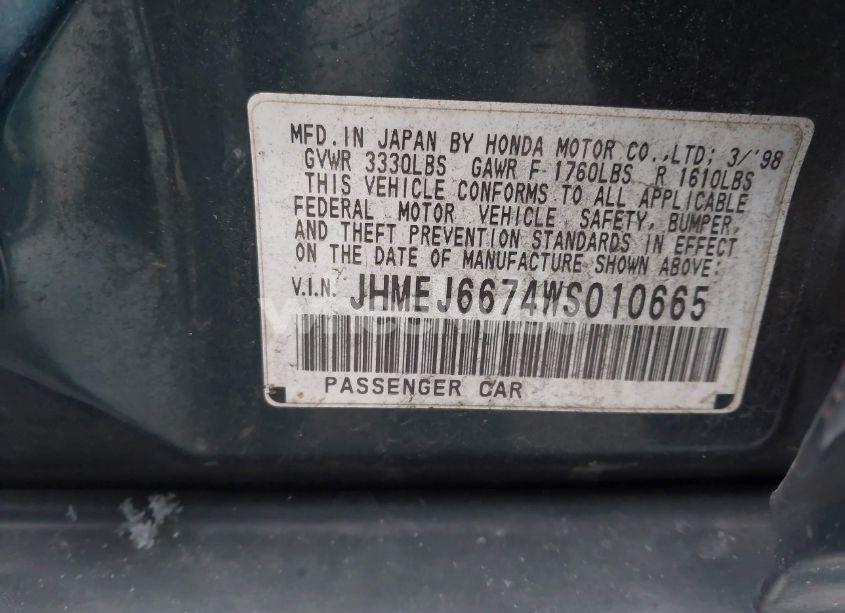 MFD. IN JAPAN BY HONDA MOTOR CO.,LTD; 3/'98
GVWR 3330LBS GAWR F 1760LBS R 1610LBS
THIS VEHICLE CONFORMS TO ALL APPLICABLE
FEDERAL MOTOR VEHICLE SAFETY, BUMPER,
AND THEFT PREVENTION STANDARDS IN EFFECT
ON THE DATE OF MANUFACTURE SHOWN ABOVE:
V.I.N. JHMEJ6674WS010665
PASSENGER CAR